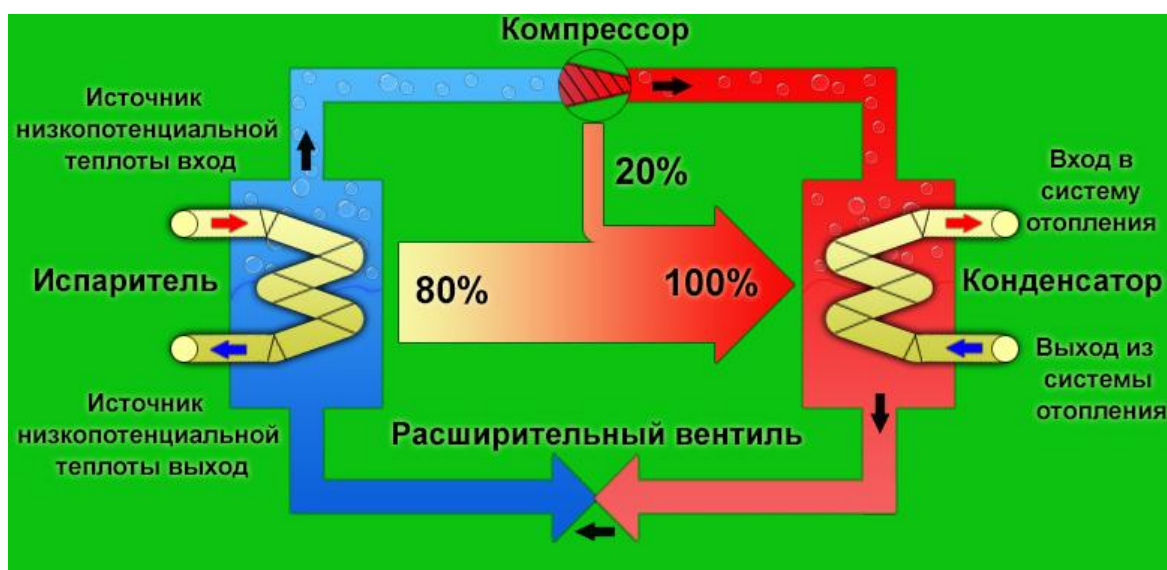 Компрессор
Источник
низкопотенциальной
теплоты вход
20%
Вход в
систему
отопления
Испаритель
80%
100%
Конденсатор
Выход из
системы
отопления
Источник
низкопотенциальной
теплоты выход
Расширительный вентиль